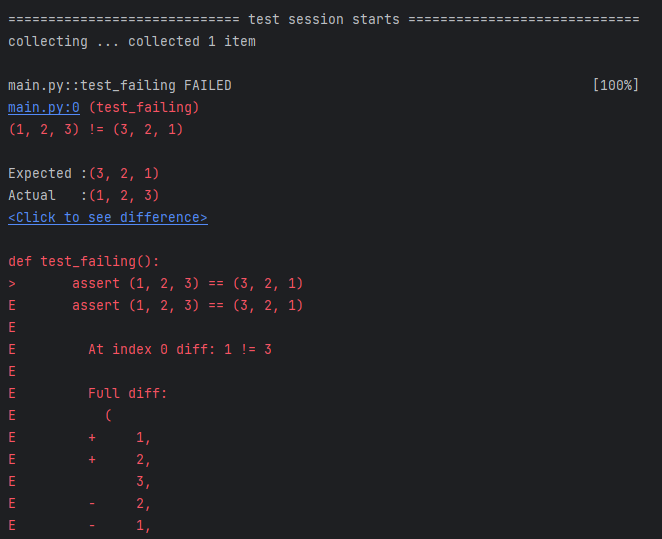 ============================= test session starts =============================
collecting ... collected 1 item

main.py::test_failing FAILED                                             [100%]
main.py:0 (test_failing)
(1, 2, 3) != (3, 2, 1)

Expected :(3, 2, 1)
Actual   :(1, 2, 3)
<Click to see difference>

def test_failing():
>       assert (1, 2, 3) == (3, 2, 1)
E       assert (1, 2, 3) == (3, 2, 1)
E
E         At index 0 diff: 1 != 3
E
E         Full diff:
E           (
E         +     1,
E         +     2,
E               3,
E         -     2,
E         -     1,